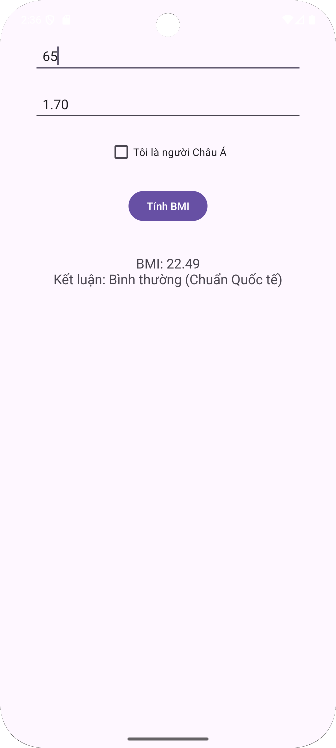 65
1.70
Tôi là người Châu Á
Tính BMI
BMI: 22.49
Kết luận: Bình thường (Chuẩn Quốc tế)